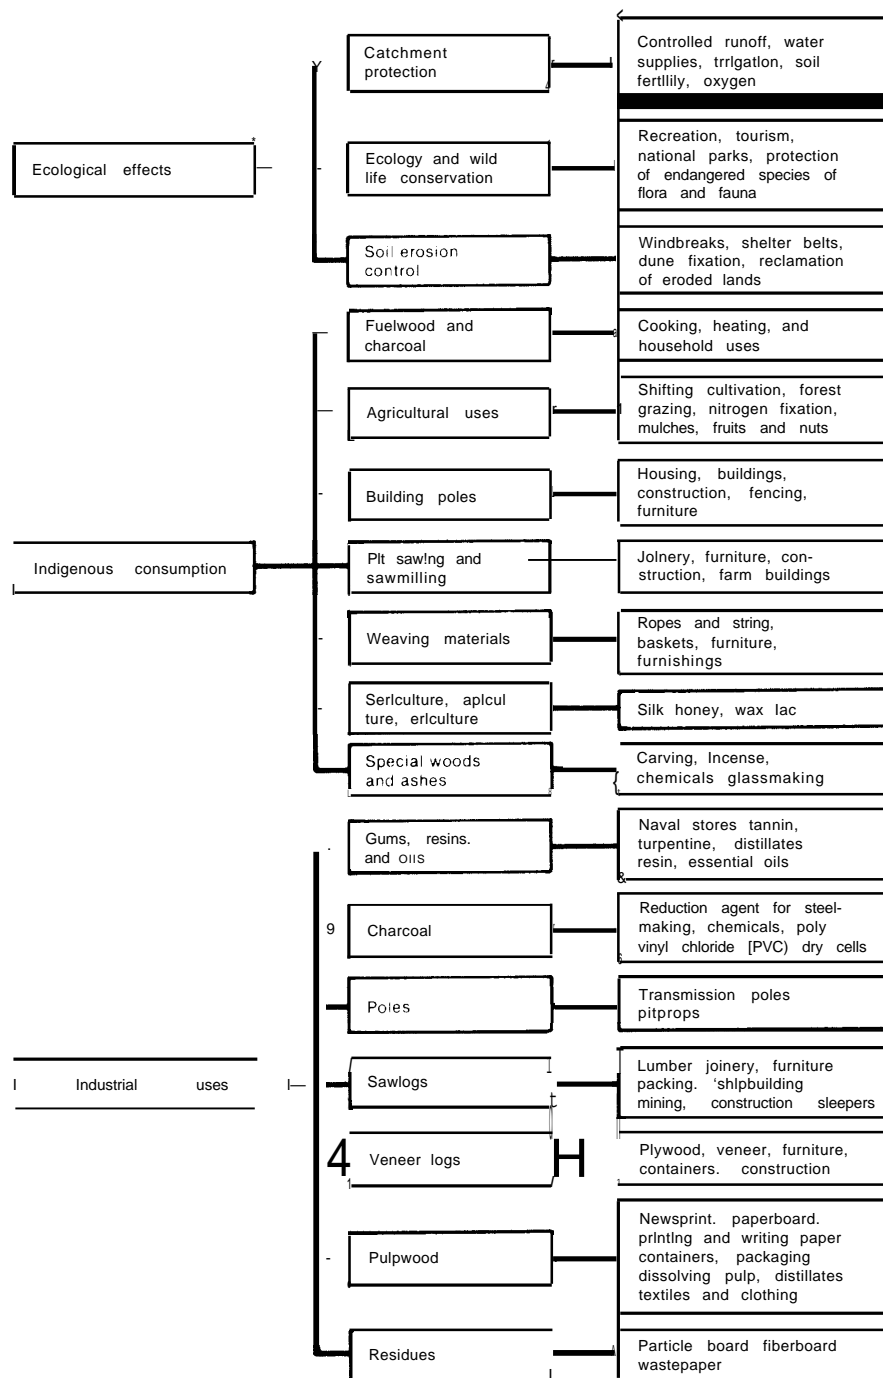 Catchment
protection
Controlled runoff, water
supplies, trrlgatlon, soil
fertllily, oxygen
Ecological effects
Ecology and wild
life conservation
Recreation, tourism,
national parks, protection
of endangered species of
flora and fauna
Soil erosion
control
Windbreaks, shelter belts,
dune fixation, reclamation
of eroded lands
Fuelwood and
charcoal
Cooking, heating, and
household uses
Agricultural uses
Shifting cultivation, forest
grazing, nitrogen fixation,
mulches, fruits and nuts
Building poles
Housing, buildings,
construction, fencing,
furniture
Indigenous consumption
Plt saw!ng and
sawmilling
Jolnery, furniture, con-
struction, farm buildings
Weaving materials
Ropes and string,
baskets, furniture,
furnishings
Serlculture, aplcul
ture, erlculture
Silk honey, wax lac
Special woods
and ashes
Carving, Incense,
chemicals glassmaking
Gums, resins.
and OIIS
Naval stores tannin,
turpentine, distillates
resin, essential oils
9 Charcoal
Reduction agent for steel-
making, chemicals, poly
vinyl chloride [PVC) dry cells
Poles
Transmission poles
pitprops
Industrial uses
Sawlogs
Lumber joinery, furniture
packing. ‘shlpbuilding
mining, construction sleepers
4 Veneer logs H
Plywood, veneer, furniture,
containers. construction
Pulpwood
Newsprint. paperboard.
prlntlng and writing paper
containers, packaging
dissolving pulp, distillates
textiles and clothing
Residues
Particle board fiberboard
wastepaper